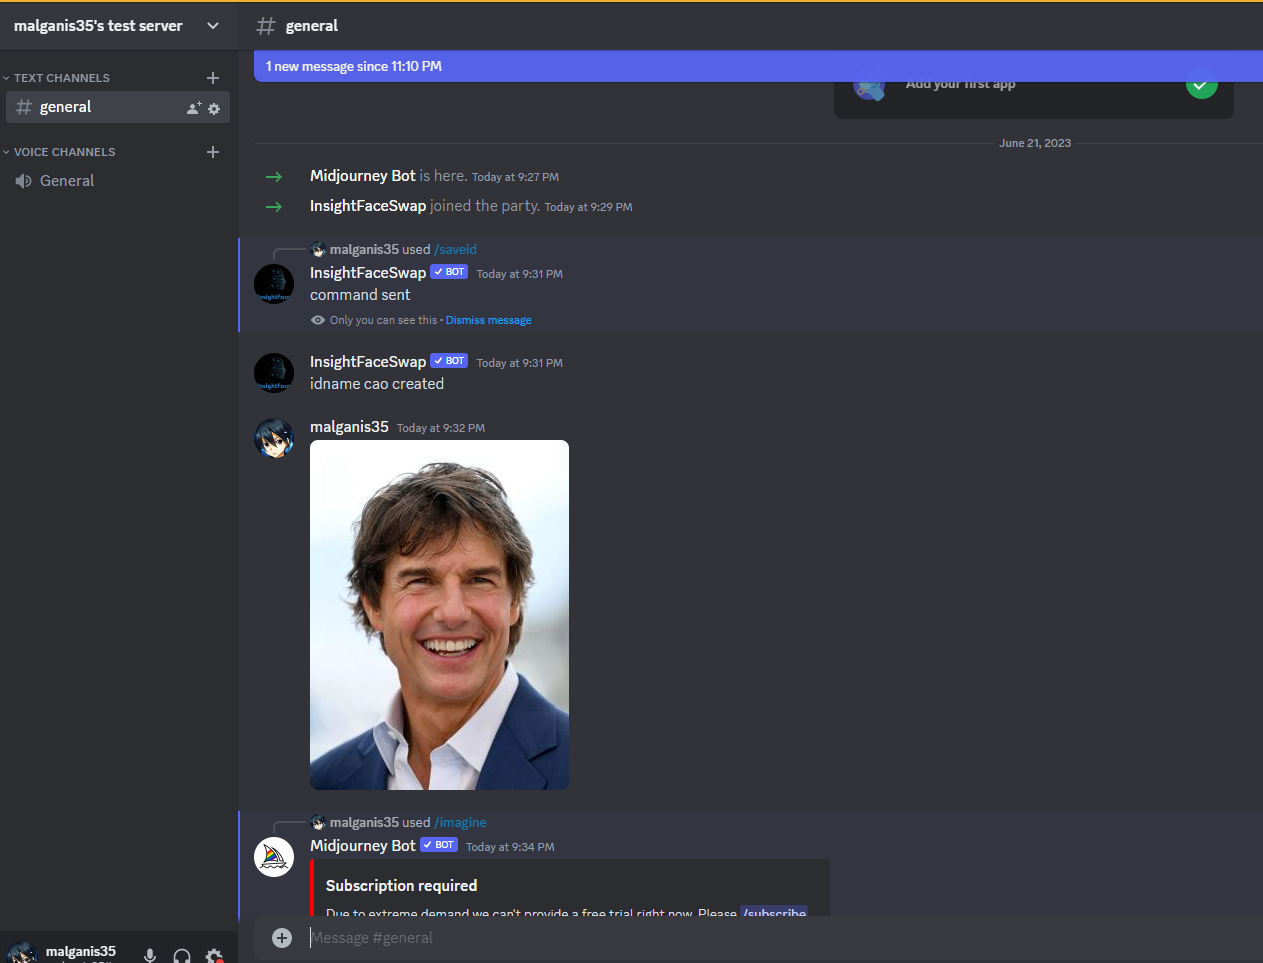 malganis35's test server
general
1 new message since 11:10 PM
TEXT CHANNELS
general
VOICE CHANNELS
General
Add your first app
June 21, 2023
Midjourney Bot is here. Today at 9:27 PM
InsightFaceSwap joined the party. Today at 9:29 PM
malganis35 used /saveid
InsightFaceSwap BOT Today at 9:31 PM
command sent
Only you can see this • Dismiss message
InsightFaceSwap BOT Today at 9:31 PM
idname cao created
malganis35 Today at 9:32 PM
malganis35 used /imagine
Midjourney Bot BOT Today at 9:34 PM
Subscription required
Due to extreme demand we can't provide a free trial right now. Please /subscribe
Message #general
malganis35